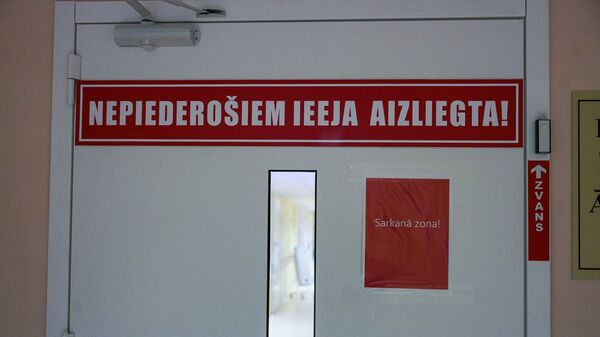 NEPIEDEROŠIEM IEEJA AIZLIEGTA!
Sarkanā zona!
ZVANS